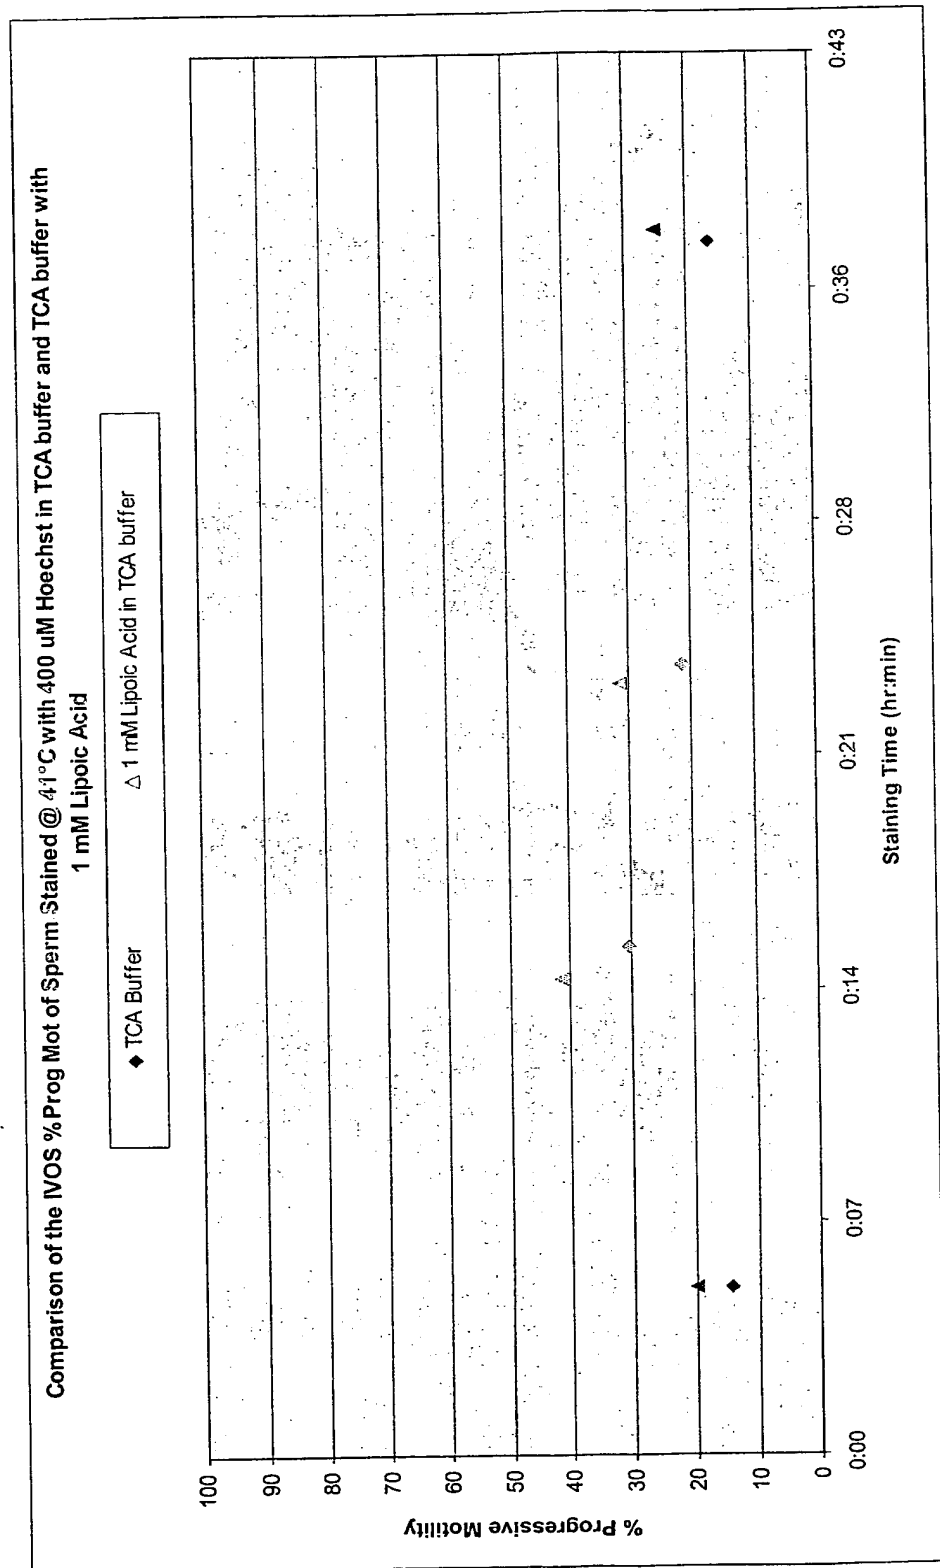 Comparison of the IVOS % Prog Mot of Sperm Stained @ 41°C with 400 uM Hoechst in TCA buffer and TCA buffer with
1 mM Lipoic Acid
◆ TCA Buffer △ 1 mM Lipoic Acid in TCA buffer
% Progressive Motility
100
90
80
70
60
50
40
30
20
10
0
0:00 0:07 0:14 0:21 0:28 0:36 0:43
Staining Time (hr:min)